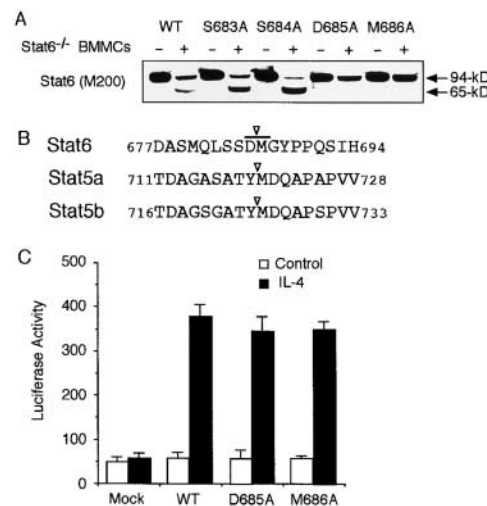 A
WT S683A S684A D685A M686A
Stat6-/- BMMCs - + - + - + - + - +
Stat6 (M200)
94-kD
65-kD
B
Stat6 677DASMQLSSDMGYPPQSIH694
Stat5a 711TDAGASATYMDQAPAPVV728
Stat5b 716TDAGSGATYMDQAPSPVV733
C
500
400
300
200
100
0
Luciferase Activity
Control
IL-4
Mock WT D685A M686A